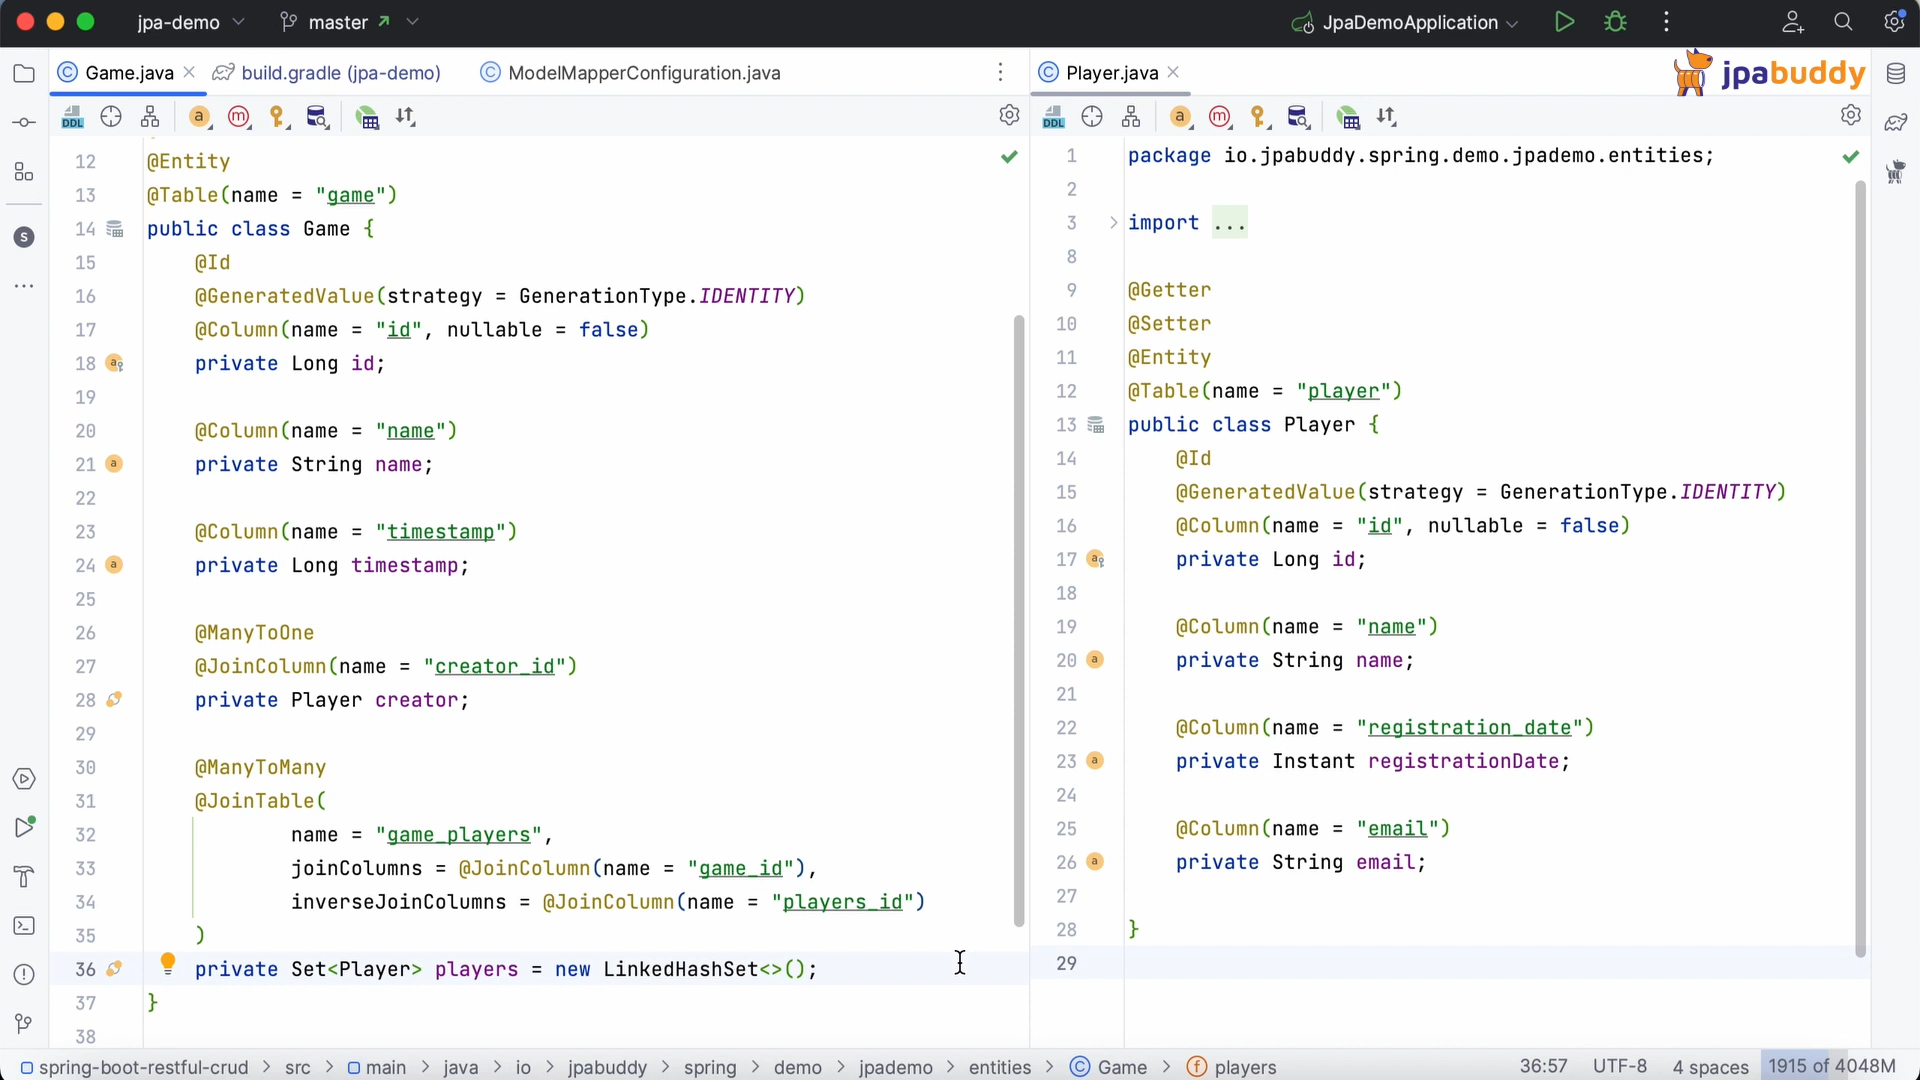 jpa-demo
master
JpaDemoApplication
Game.java
build.gradle (jpa-demo)
ModelMapperConfiguration.java
Player.java
jpabuddy
DDL
a
m
DDL
a
m
12 @Entity
13 @Table(name = "game")
14 public class Game {
15 @Id
16 @GeneratedValue(strategy = GenerationType.IDENTITY)
17 @Column(name = "id", nullable = false)
18 private Long id;
19
20 @Column(name = "name")
21 private String name;
22
23 @Column(name = "timestamp")
24 private Long timestamp;
25
26 @ManyToOne
27 @JoinColumn(name = "creator_id")
28 private Player creator;
29
30 @ManyToMany
31 @JoinTable(
32 name = "game_players",
33 joinColumns = @JoinColumn(name = "game_id"),
34 inverseJoinColumns = @JoinColumn(name = "players_id")
35 )
36 private Set<Player> players = new LinkedHashSet<>();
37 }
38
1 package io.jpabuddy.spring.demo.jpademo.entities;
2
3 import ...
8
9 @Getter
10 @Setter
11 @Entity
12 @Table(name = "player")
13 public class Player {
14 @Id
15 @GeneratedValue(strategy = GenerationType.IDENTITY)
16 @Column(name = "id", nullable = false)
17 private Long id;
18
19 @Column(name = "name")
20 private String name;
21
22 @Column(name = "registration_date")
23 private Instant registrationDate;
24
25 @Column(name = "email")
26 private String email;
27
28 }
29
spring-boot-restful-crud > src > main > java > io > jpabuddy > spring > demo > jpademo > entities > Game > players
36:57 UTF-8 4 spaces 1915 of 4048M